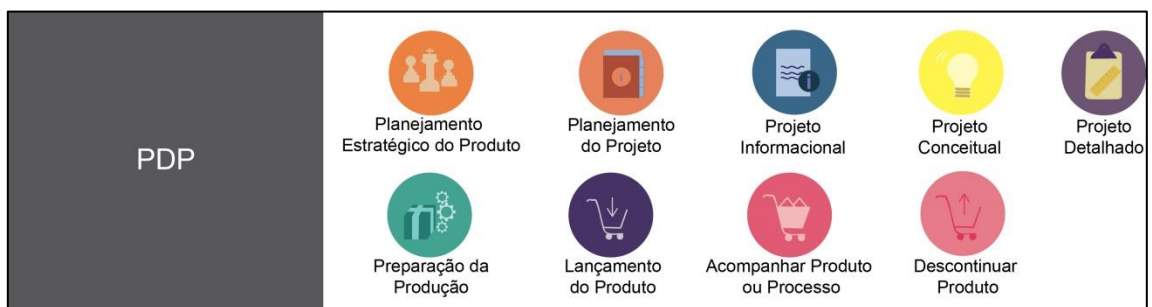 PDP
Planejamento
Estratégico do Produto
Planejamento
do Projeto
Projeto
Informacional
Projeto
Conceitual
Projeto
Detalhado
Preparação da
Produção
Lançamento
do Produto
Acompanhar Produto
ou Processo
Descontinuar
Produto